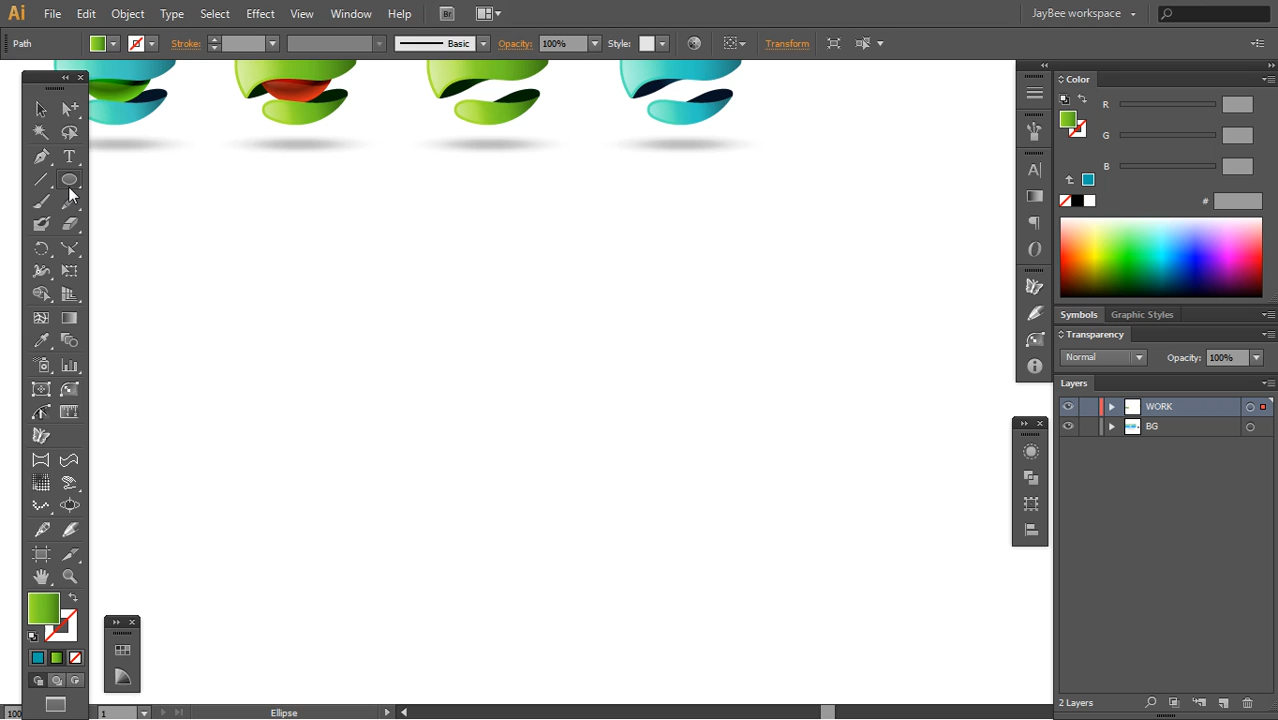 Ai File Edit Object Type Select Effect View Window Help Br JayBee workspace
Path Stroke: Basic Opacity: 100% Style: Transform
Color
R
G
B
#
Symbols Graphic Styles
Transparency
Normal Opacity: 100%
Layers
WORK
BG
2 Layers
100 1 Ellipse